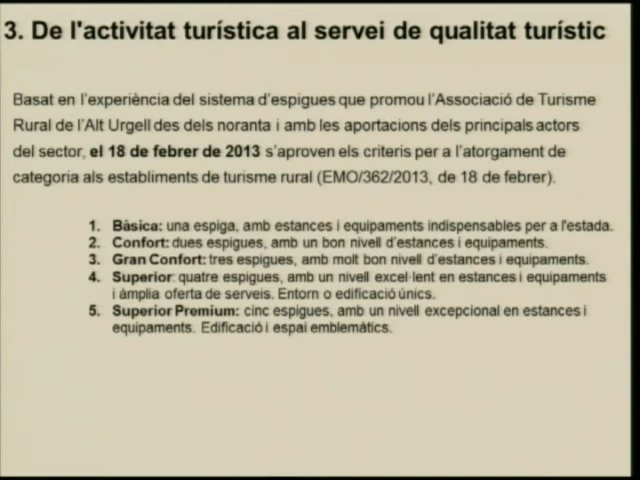 3. De l'activitat turística al servei de qualitat turístic
Basat en l'experiència del sistema d'espigues que promou l'Associació de Turisme
Rural de l'Alt Urgell des dels noranta i amb les aportacions dels principals actors
del sector, el 18 de febrer de 2013 s'aproven els criteris per a l'atorgament de
categoria als establiments de turisme rural (EMO/362/2013, de 18 de febrer).
1. Bàsica: una espiga, amb estances i equipaments indispensables per a l'estada.
2. Confort: dues espigues, amb un bon nivell d'estances i equipaments.
3. Gran Confort: tres espigues, amb molt bon nivell d'estances i equipaments.
4. Superior: quatre espigues, amb un nivell excel·lent en estances i equipaments
i àmplia oferta de serveis. Entorn o edificació únics.
5. Superior Premium: cinc espigues, amb un nivell excepcional en estances i
equipaments. Edificació i espai emblemàtics.